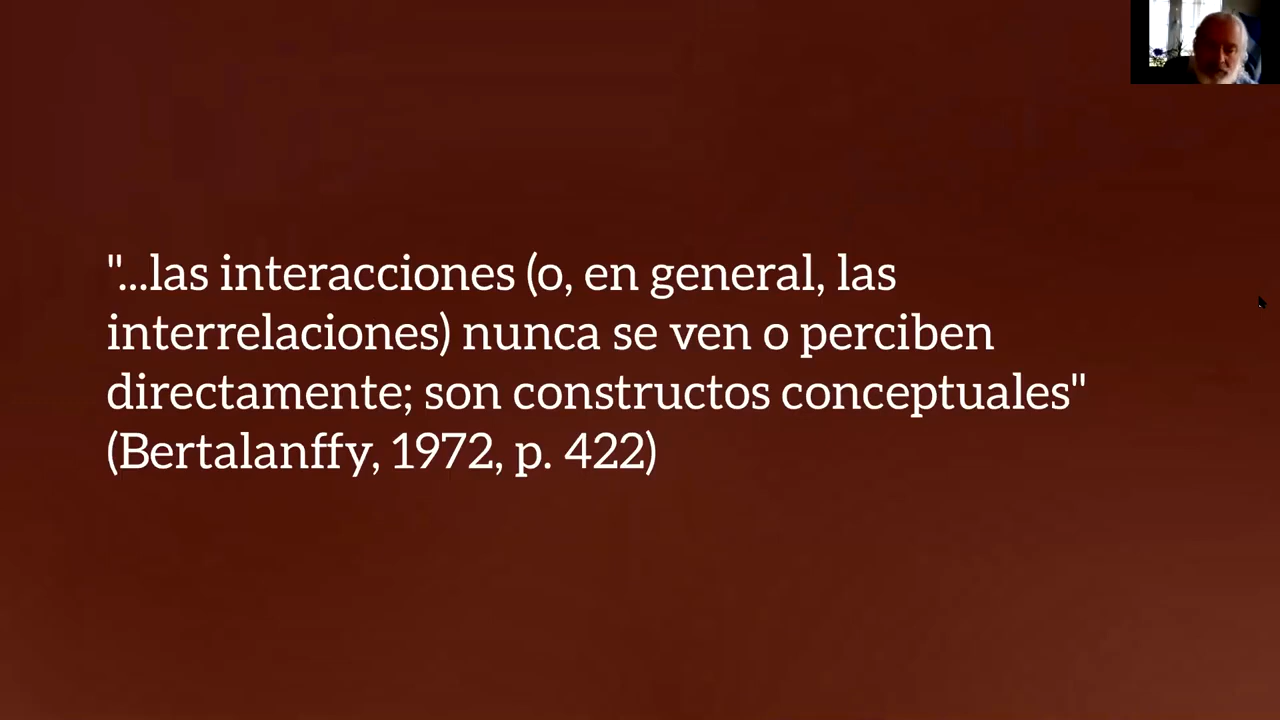 "...las interacciones (o, en general, las
interrelaciones) nunca se ven o perciben
directamente; son constructos conceptuales"
(Bertalanffy, 1972, p. 422)